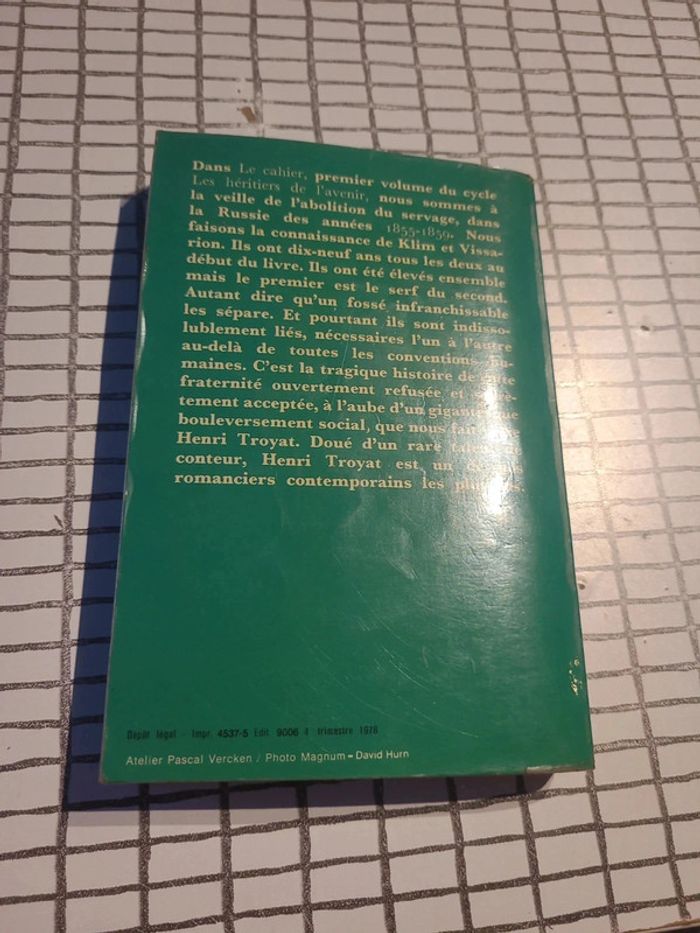 Dans Le cahier, premier volume du cycle
Les héritiers de l'avenir, nous sommes à
la veille de l'abolition du servage, dans
la Russie des années 1855-1859. Nous
faisons la connaissance de Klim et Vissa-
rion. Ils ont dix-neuf ans tous les deux au
début du livre. Ils ont été élevés ensemble
mais le premier est le serf du second.
Autant dire qu'un fossé infranchissable
les sépare. Et pourtant ils sont indisso-
lublement liés, nécessaires l'un à l'autre
au-delà de toutes les conventions hu-
maines. C'est la tragique histoire de
fraternité ouvertement refusée et
tement acceptée, à l'aube d'un
bouleversement social, que nous
Henri Troyat. Doué d'un rare
conteur, Henri Troyat est un
romanciers contemporains les
Dépôt légal - Impr. 4537-5 Edit. 9006 4 trimestre 1978
Atelier Pascal Vercken / Photo Magnum - David Hurn